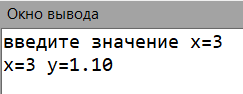 Окно вывода
введите значение x=3
x=3 y=1.10